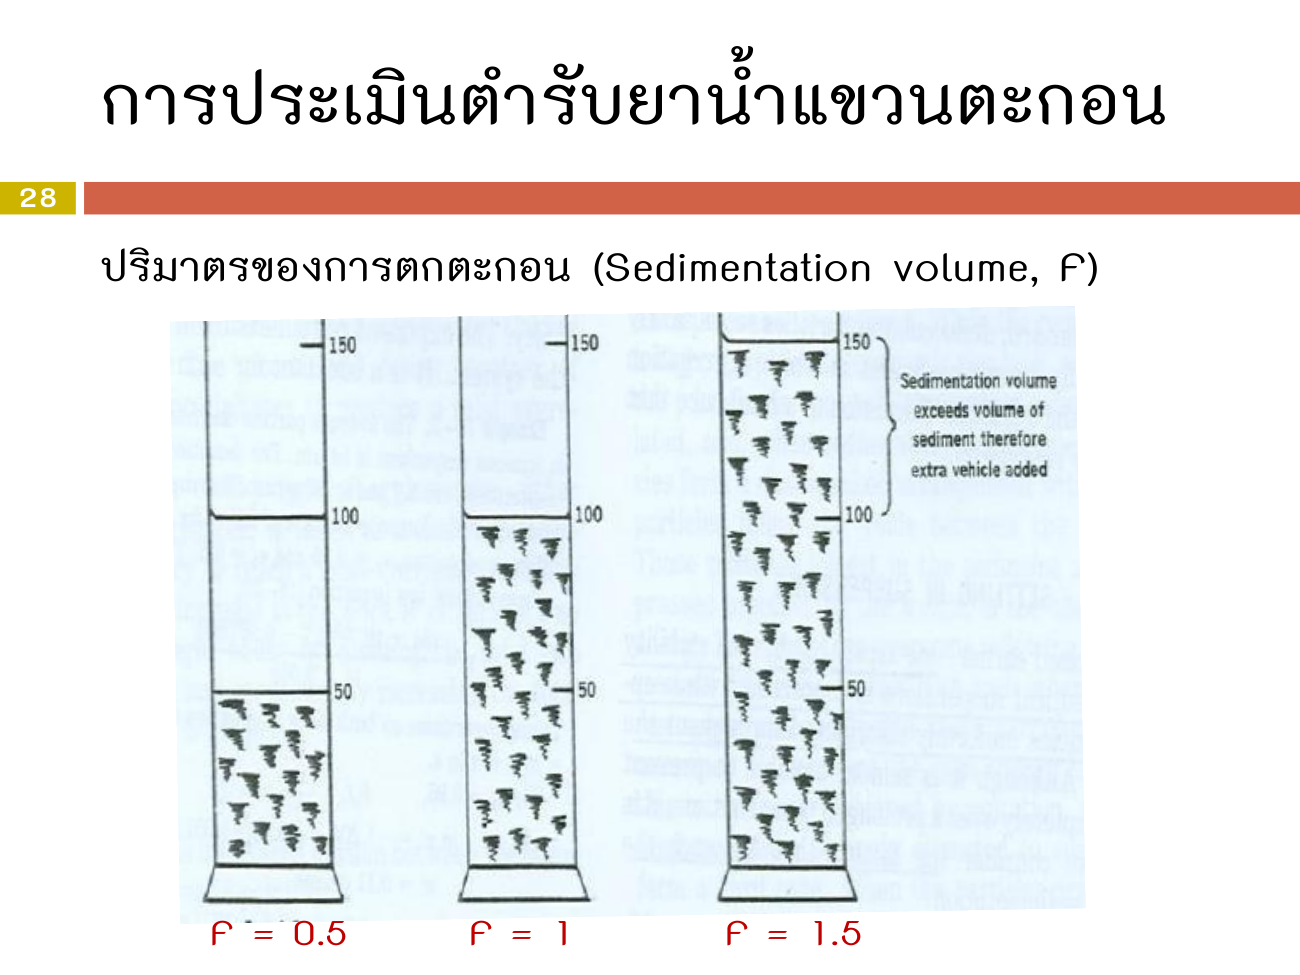 การประเมินตำรับยาน้ำแขวนตะกอน
28
ปริมาตรของการตกตะกอน (Sedimentation volume, F)
150
100
50
150
100
50
150
100
50
Sedimentation volume
exceeds volume of
sediment therefore
extra vehicle added
F = 0.5
F = 1
F = 1.5